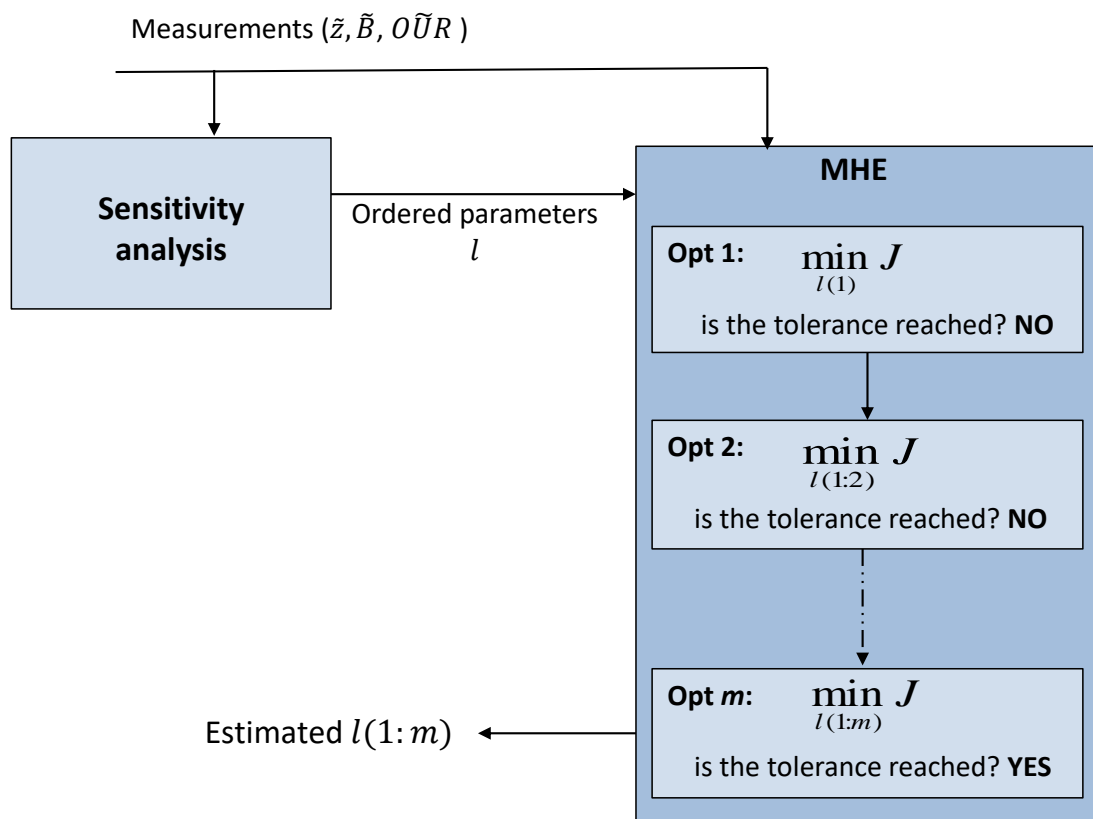 Measurements (z̃, B̃, OŨR )
Sensitivity
analysis
Ordered parameters
l
MHE
Opt 1: min J
l(1)
is the tolerance reached? NO
Opt 2: min J
l(1:2)
is the tolerance reached? NO
Opt m: min J
l(1:m)
is the tolerance reached? YES
Estimated l(1: m)